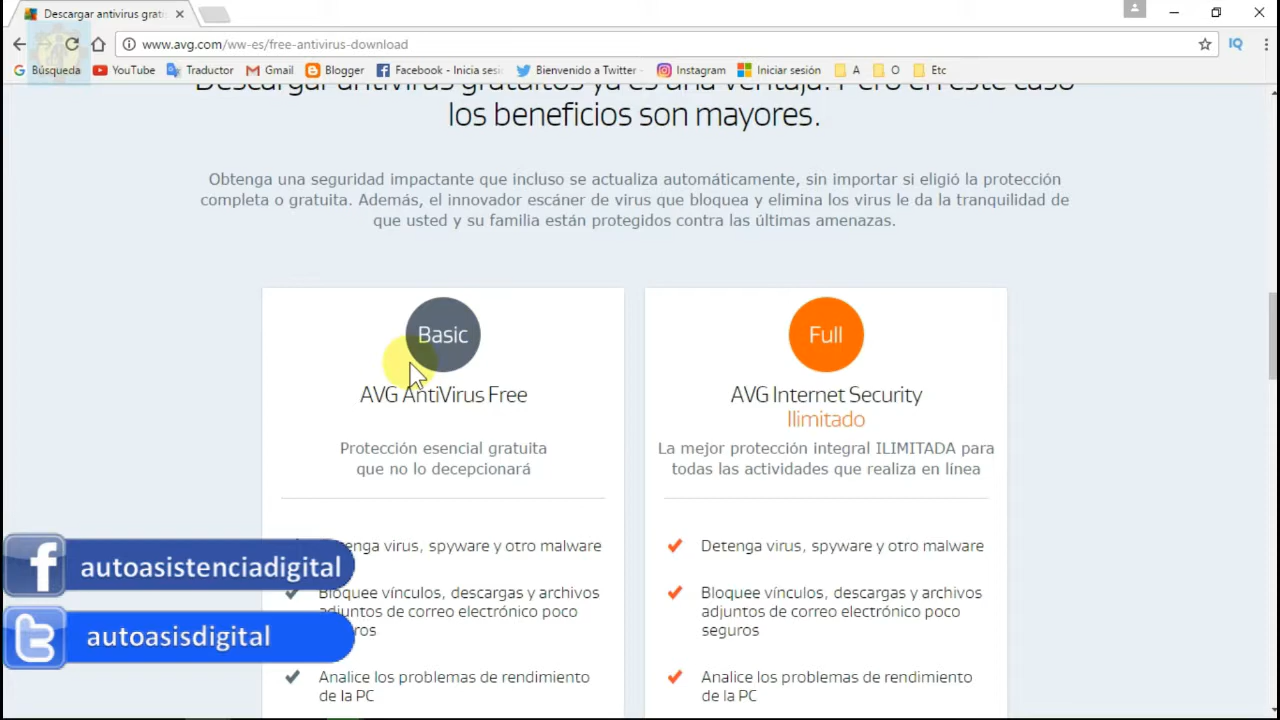 Descargar antivirus grat
www.avg.com/ww-es/free-antivirus-download
IQ
Búsqueda
YouTube
Traductor
Gmail
Blogger
Facebook - Inicia sesi
Bienvenido a Twitter -
Instagram
Iniciar sesión
A
O
Etc
Descargar antivirus gratuitos ya es una ventaja. Pero en este caso
los beneficios son mayores.
Obtenga una seguridad impactante que incluso se actualiza automáticamente, sin importar si eligió la protección
completa o gratuita. Además, el innovador escáner de virus que bloquea y elimina los virus le da la tranquilidad de
que usted y su familia están protegidos contra las últimas amenazas.
Basic
AVG AntiVirus Free
Protección esencial gratuita
que no lo decepcionará
enga virus, spyware y otro malware
Bloquee vínculos, descargas y archivos
adjuntos de correo electrónico poco
uros
Analice los problemas de rendimiento
de la PC
Full
AVG Internet Security
Ilimitado
La mejor protección integral ILIMITADA para
todas las actividades que realiza en línea
Detenga virus, spyware y otro malware
Bloquee vínculos, descargas y archivos
adjuntos de correo electrónico poco
seguros
Analice los problemas de rendimiento
de la PC
autoasistenciadigital
autoasisdigital